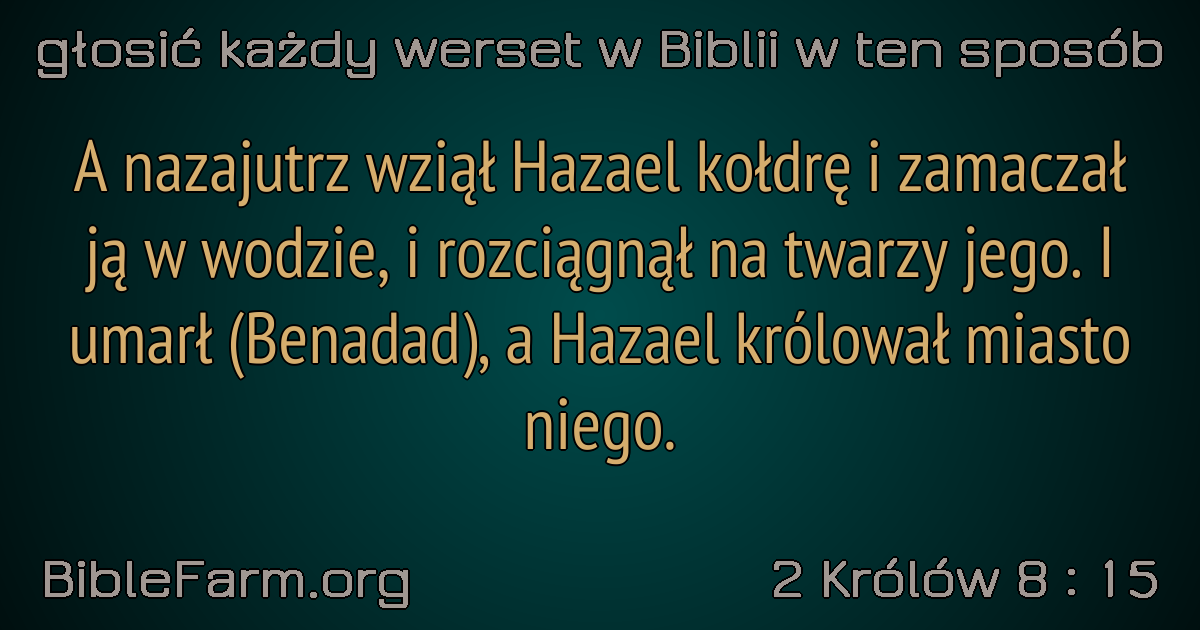 głosić każdy werset w Biblii w ten sposób
A nazajutrz wziął Hazael kołdrę i zamaczał
ją w wodzie, i rozciągnął na twarzy jego. I
umarł (Benadad), a Hazael królował miasto
niego.
BibleFarm.org
2 Królów 8 : 15